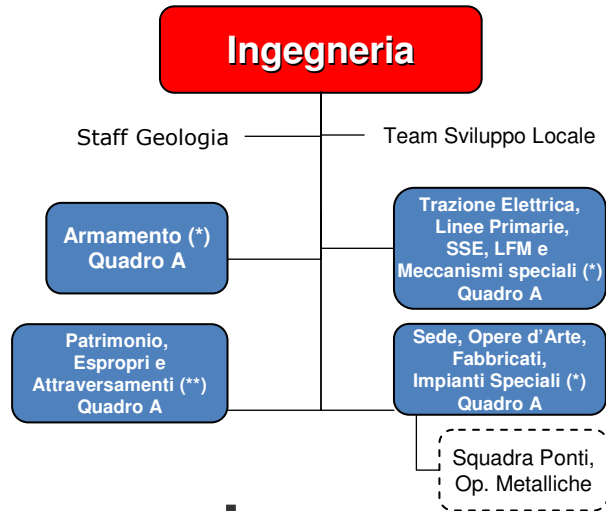 Ingegneria
Staff Geologia
Team Sviluppo Locale
Armamento (*)
Quadro A
Trazione Elettrica,
Linee Primarie,
SSE, LFM e
Meccanismi speciali (*)
Quadro A
Patrimonio,
Espropri e
Attraversamenti (**)
Quadro A
Sede, Opere d’Arte,
Fabbricati,
Impianti Speciali (*)
Quadro A
Squadra Ponti,
Op. Metalliche